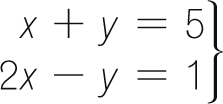 x + y = 5
2x − y = 1